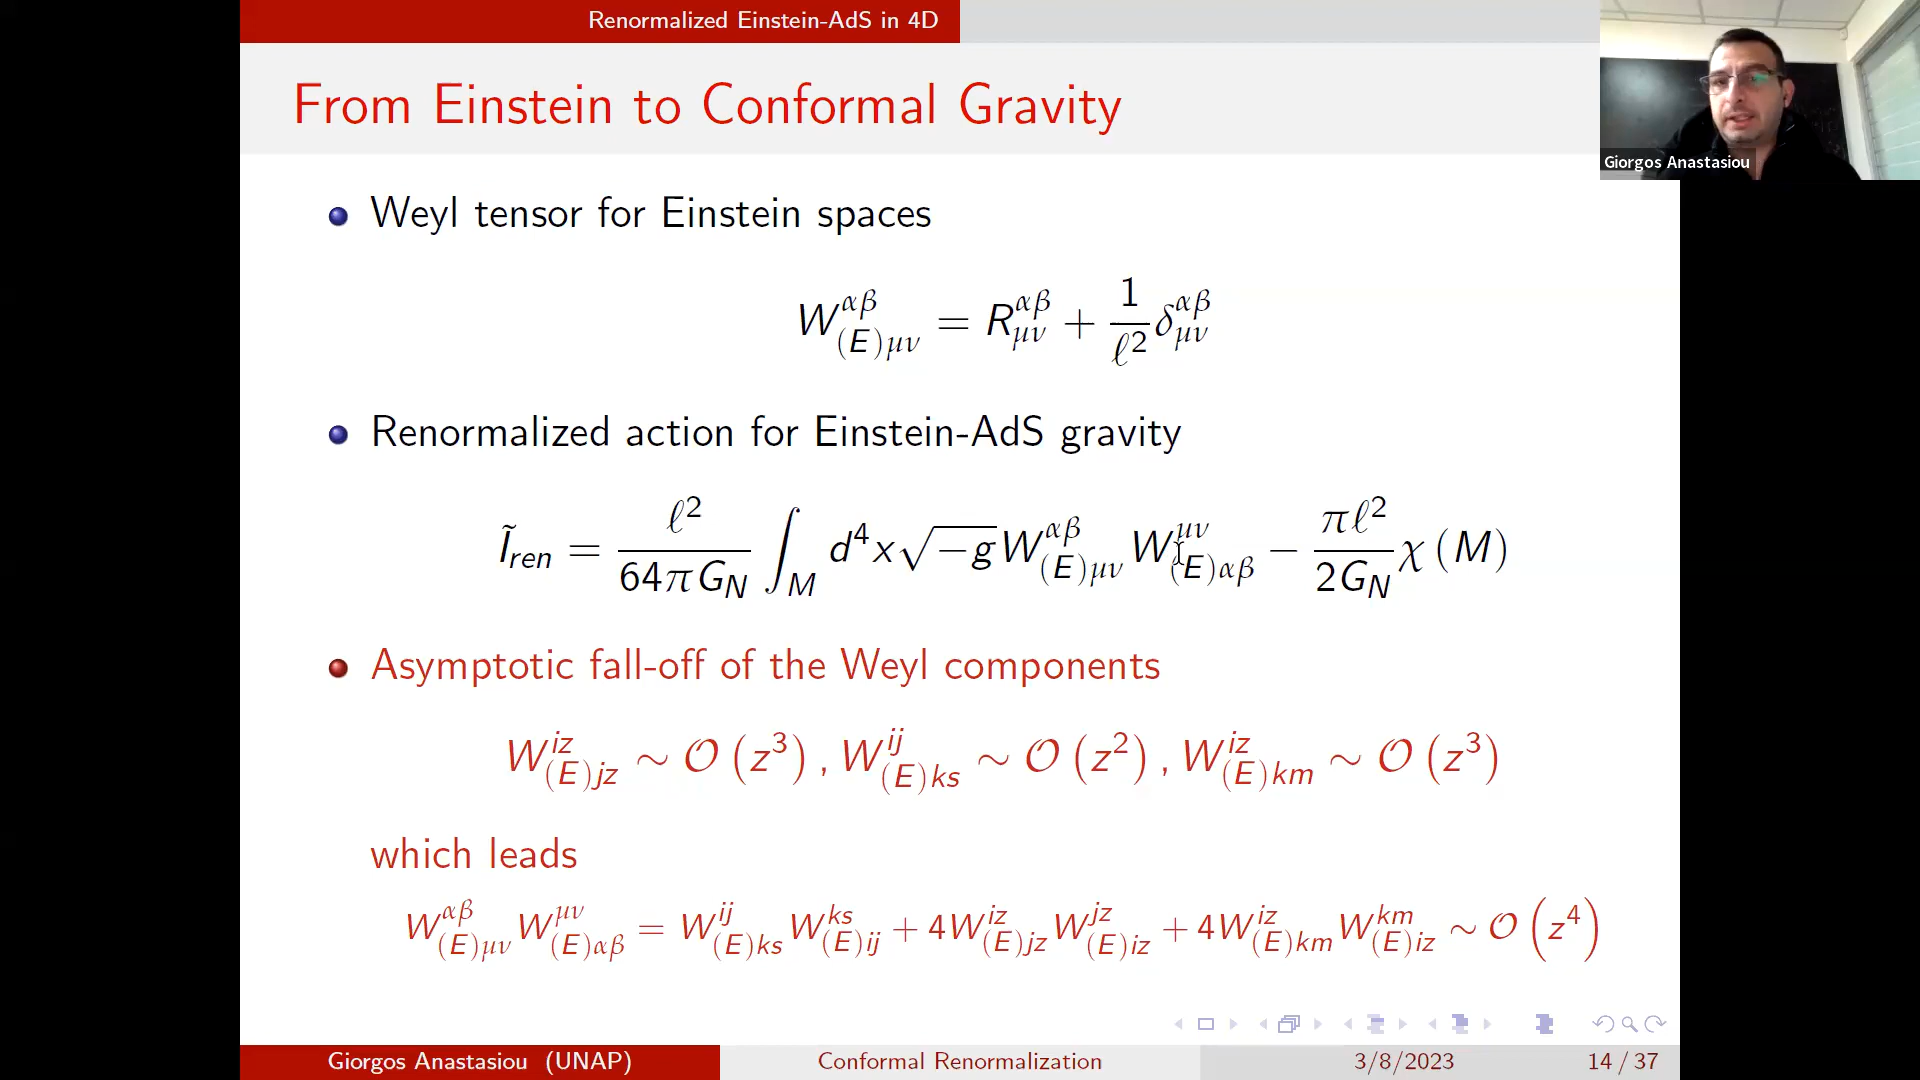 Renormalized Einstein-AdS in 4D
From Einstein to Conformal Gravity
Giorgos Anastasiou
Weyl tensor for Einstein spaces
W^{αβ}_{(E)μν} = R^{αβ}_{μν} + \frac{1}{ℓ^2} δ^{αβ}_{μν}
Renormalized action for Einstein-AdS gravity
\tilde{I}_{ren} = \frac{ℓ^2}{64πG_N} ∫_M d^4x √{-g} W^{αβ}_{(E)μν} W^{μν}_{(E)αβ} − \frac{πℓ^2}{2G_N} χ (M)
Asymptotic fall-off of the Weyl components
W^{iz}_{(E)jz} ∼ O (z^3) , W^{ij}_{(E)ks} ∼ O (z^2) , W^{iz}_{(E)km} ∼ O (z^3)
which leads
W^{αβ}_{(E)μν} W^{μν}_{(E)αβ} = W^{ij}_{(E)ks} W^{ks}_{(E)ij} + 4W^{iz}_{(E)jz} W^{jz}_{(E)iz} + 4W^{iz}_{(E)km} W^{km}_{(E)iz} ∼ O (z^4)
Giorgos Anastasiou (UNAP) Conformal Renormalization 3/8/2023 14 / 37